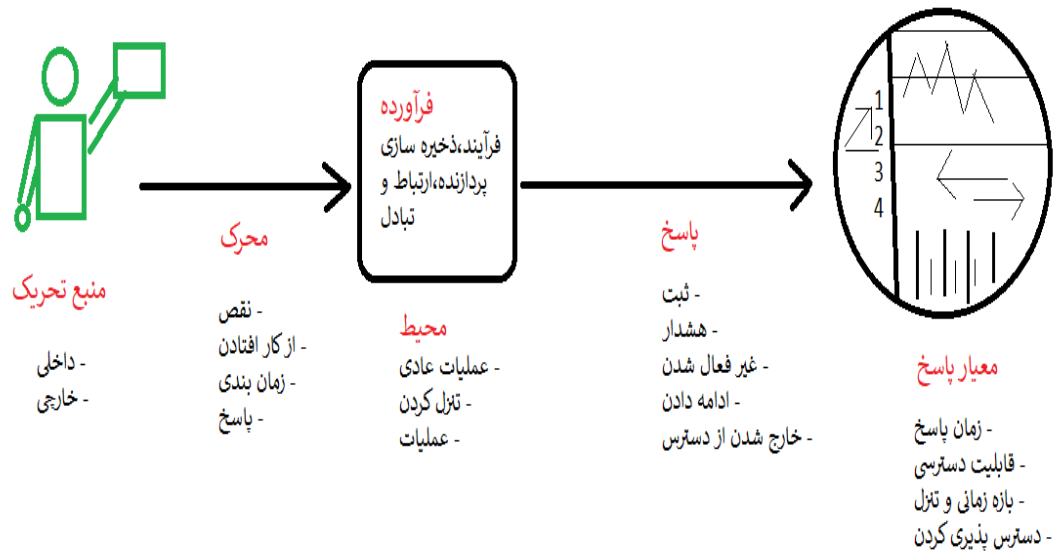 منبع تحریک
- داخلی
- خارجی
محرک
- نقص
- از کار افتادن
- زمان بندی
- پاسخ
فرآورده
فرآیند،ذخیره سازی
پردازنده،ارتباط و
تبادل
محیط
- عملیات عادی
- تنزل کردن
- عملیات
پاسخ
- ثبت
- هشدار
- غیر فعال شدن
- ادامه دادن
- خارج شدن از دسترس
1
2
3
4
معیار پاسخ
- زمان پاسخ
- قابلیت دسترسی
- بازه زمانی و تنزل
- دسترس پذیری کردن